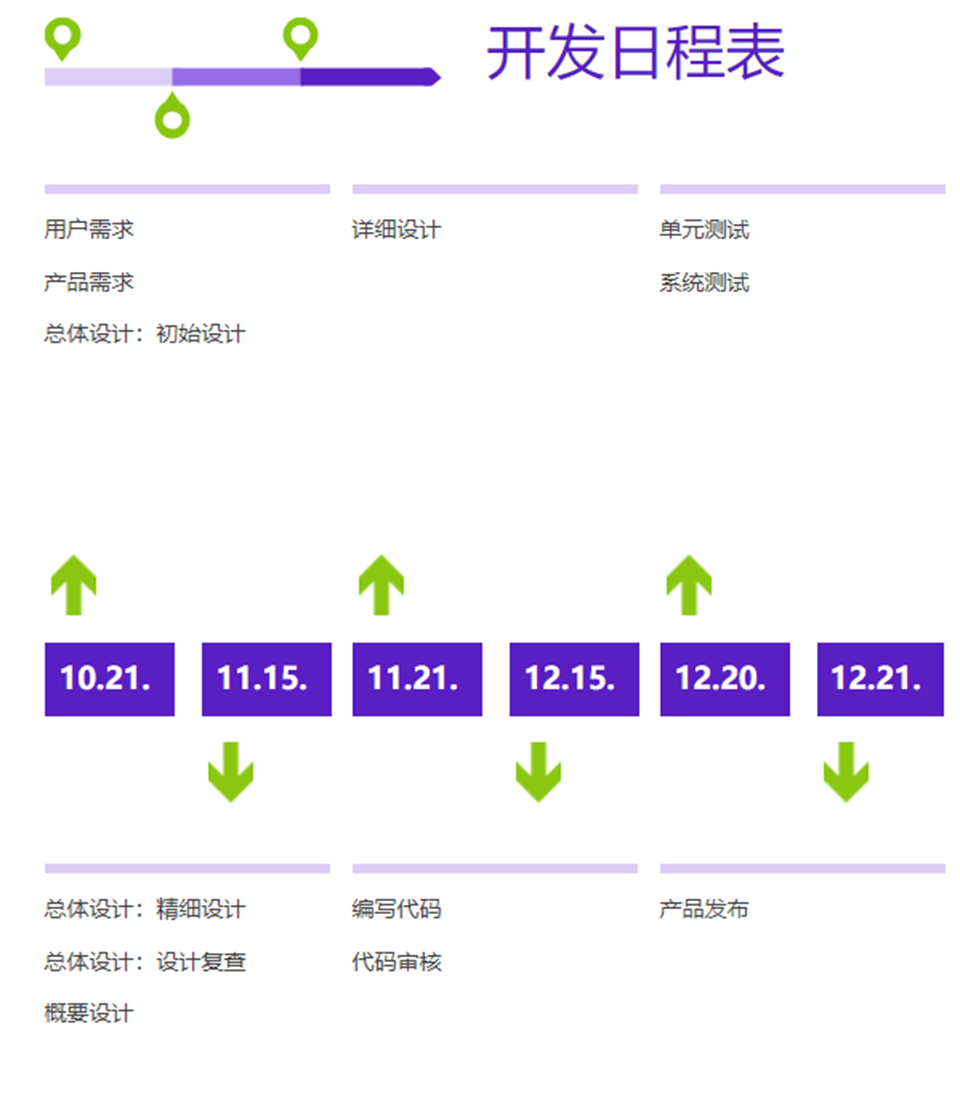 开发日程表
用户需求
产品需求
总体设计：初始设计
详细设计
单元测试
系统测试
10.21.
11.15.
11.21.
12.15.
12.20.
12.21.
总体设计：精细设计
总体设计：设计复查
概要设计
编写代码
代码审核
产品发布